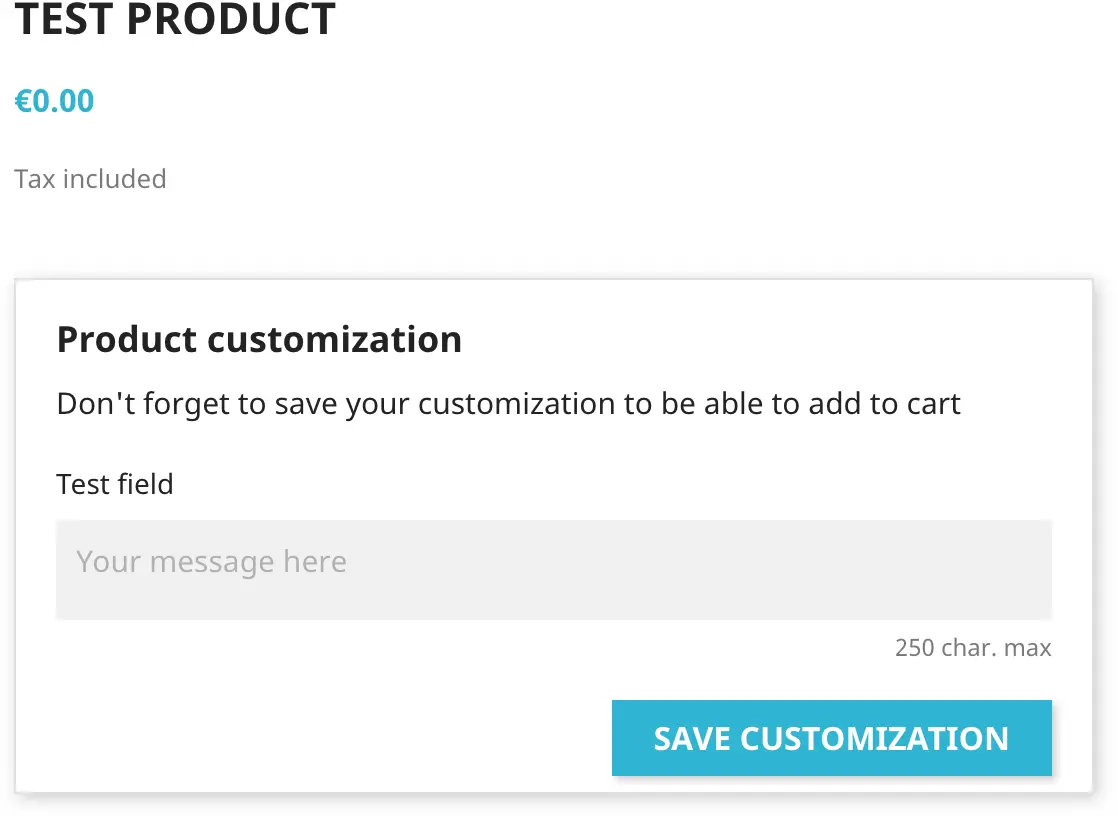 TEST PRODUCT
€0.00
Tax included
Product customization
Don't forget to save your customization to be able to add to cart
Test field
Your message here
250 char. max
SAVE CUSTOMIZATION